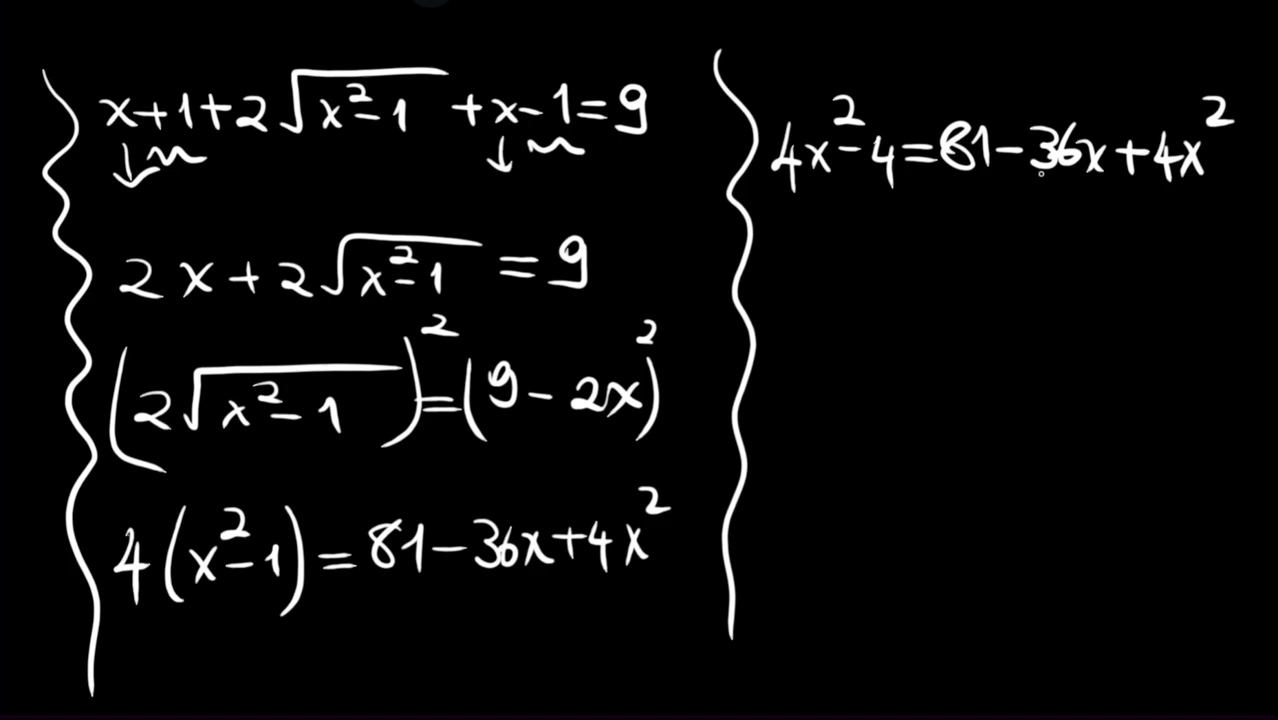 x+1+2√(x²-1) +x-1=9
2x+2√(x²-1) =9
(2√(x²-1))²=(9-2x)²
4(x²-1)=81-36x+4x²
4x²-4=81-36x+4x²